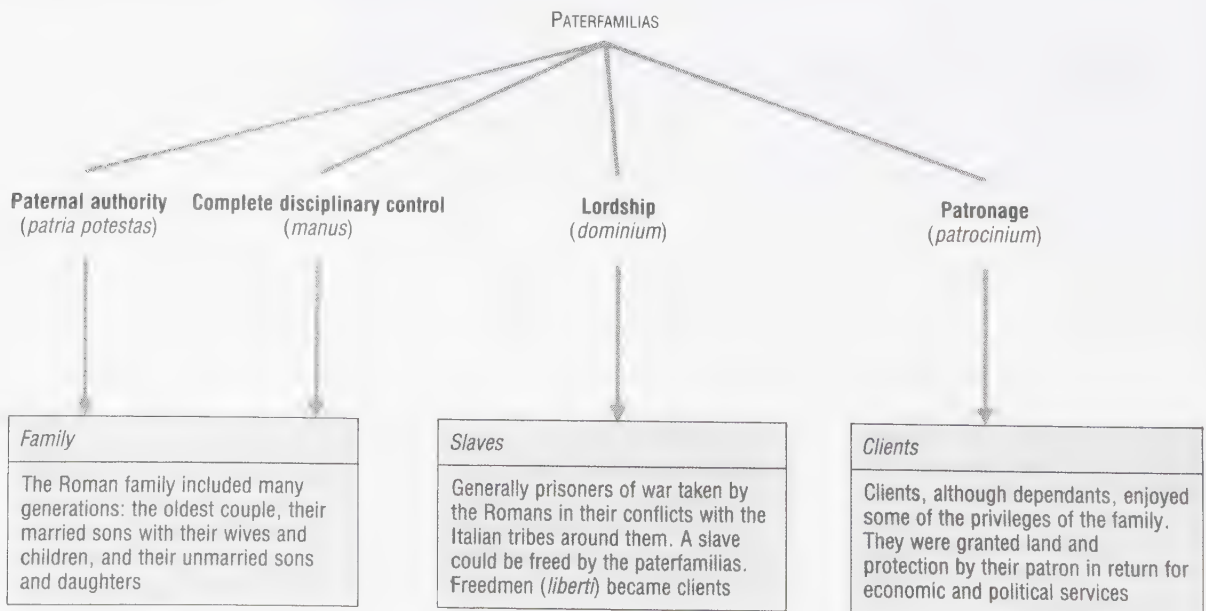 PATERFAMILIAS
Paternal authority
(patria potestas)
Complete disciplinary control
(manus)
Lordship
(dominium)
Patronage
(patrocinium)
Family
The Roman family included many
generations: the oldest couple, their
married sons with their wives and
children, and their unmarried sons
and daughters
Slaves
Generally prisoners of war taken by
the Romans in their conflicts with the
Italian tribes around them. A slave
could be freed by the paterfamilias.
Freedmen (liberti) became clients
Clients
Clients, although dependants, enjoyed
some of the privileges of the family.
They were granted land and
protection by their patron in return for
economic and political services